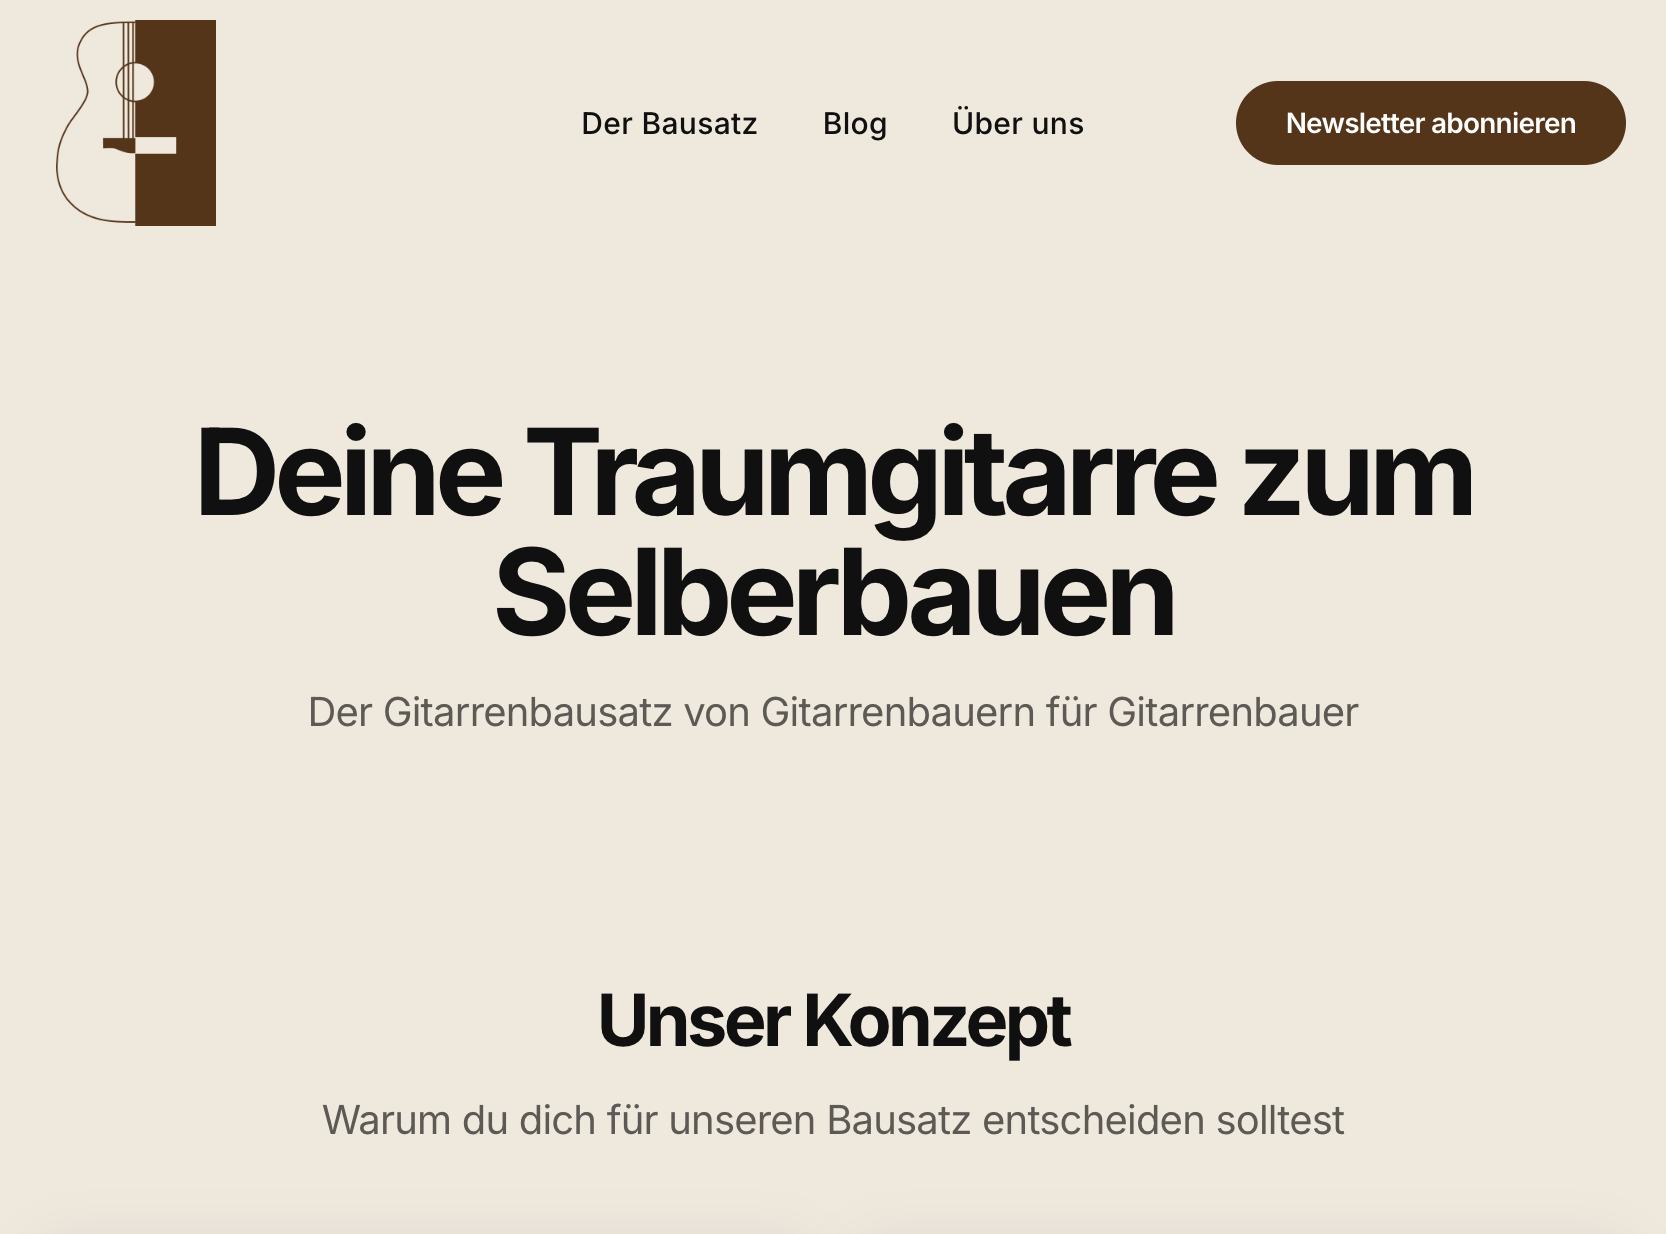 Der Bausatz
Blog
Über uns
Newsletter abonnieren
Deine Traumgitarre zum
Selberbauen
Der Gitarrenbausatz von Gitarrenbauern für Gitarrenbauer
Unser Konzept
Warum du dich für unseren Bausatz entscheiden solltest